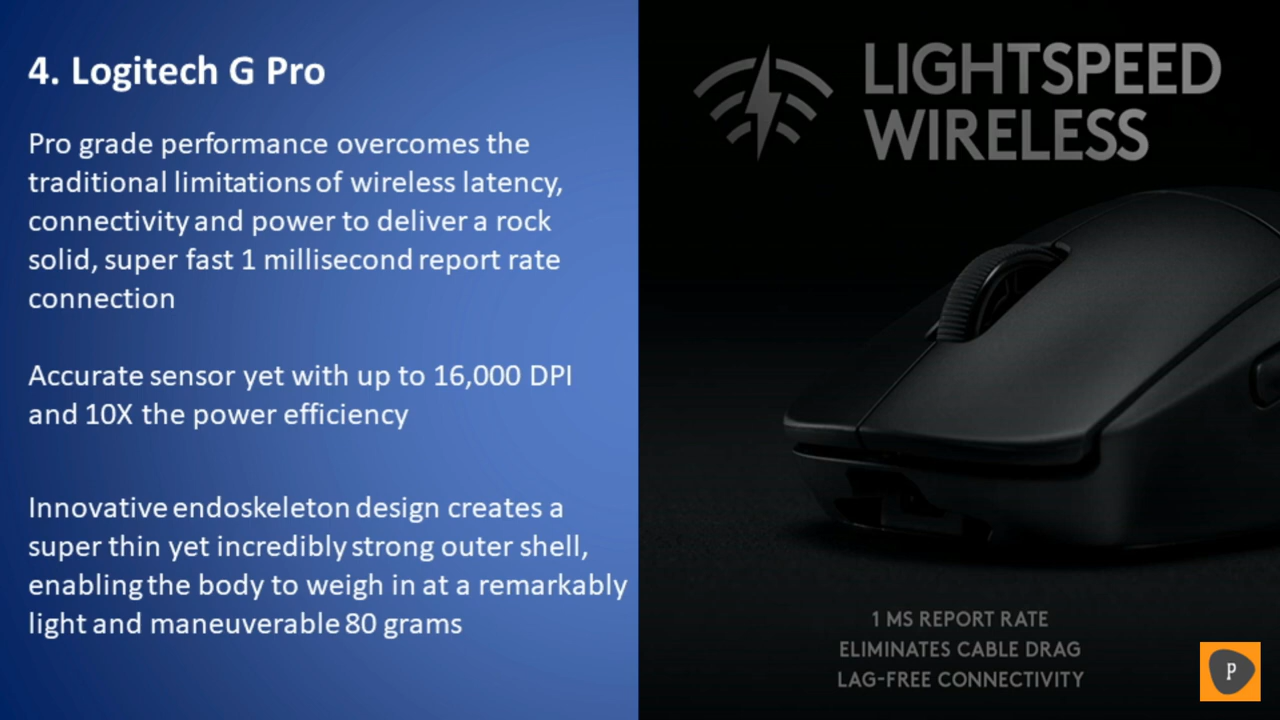 4. Logitech G Pro
Pro grade performance overcomes the
traditional limitations of wireless latency,
connectivity and power to deliver a rock
solid, super fast 1 millisecond report rate
connection
Accurate sensor yet with up to 16,000 DPI
and 10X the power efficiency
Innovative endoskeleton design creates a
super thin yet incredibly strong outer shell,
enabling the body to weigh in at a remarkably
light and maneuverable 80 grams
LIGHTSPEED
WIRELESS
1 MS REPORT RATE
ELIMINATES CABLE DRAG
LAG-FREE CONNECTIVITY
P